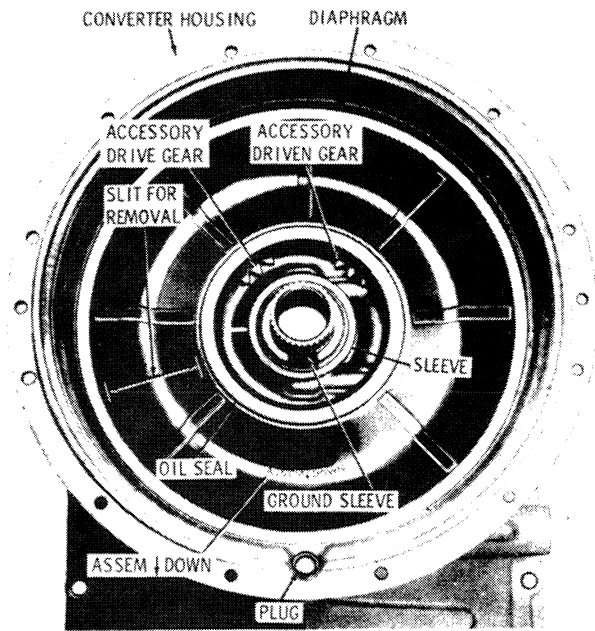 CONVERTER HOUSING
DIAPHRAGM
ACCESSORY
DRIVE GEAR
ACCESSORY
DRIVEN GEAR
SLIT FOR
REMOVAL
SLEEVE
OIL SEAL
GROUND SLEEVE
ASSEM ↓ DOWN
PLUG